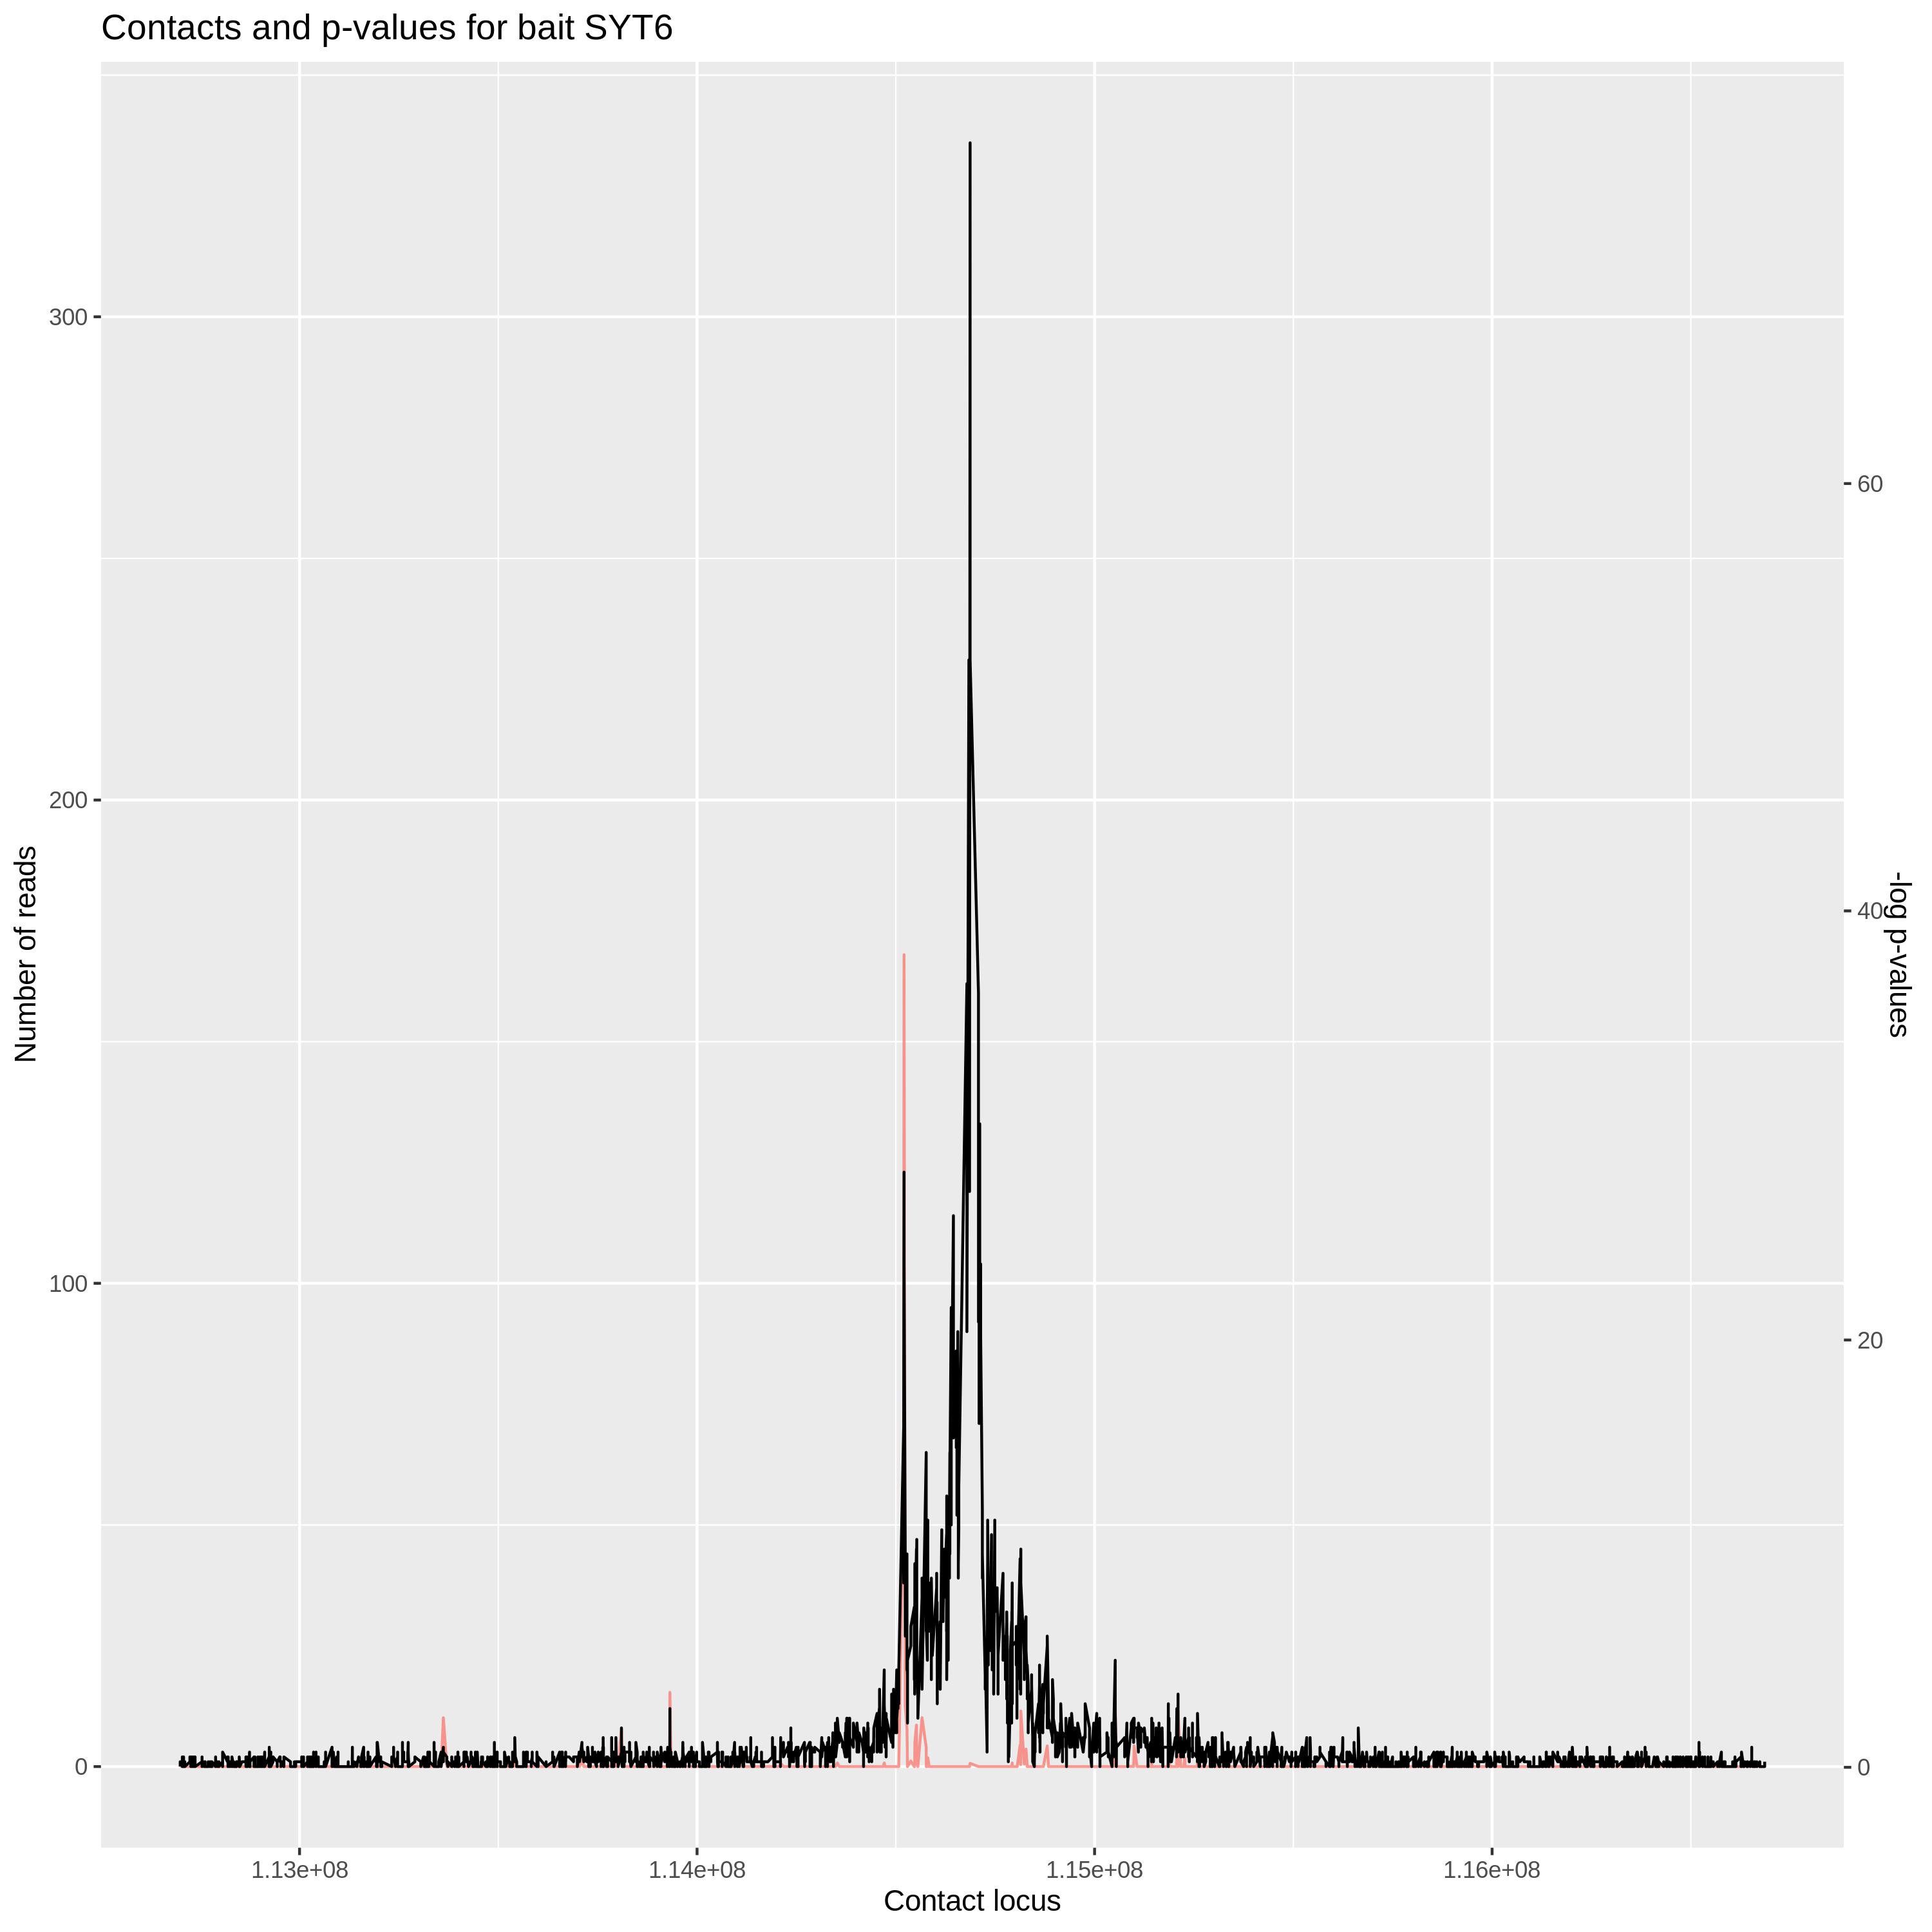 Contacts and p-values for bait SYT6
300
200
100
0
Number of reads
60
40
20
0
-log p-values
1.13e+08 1.14e+08 1.15e+08 1.16e+08
Contact locus